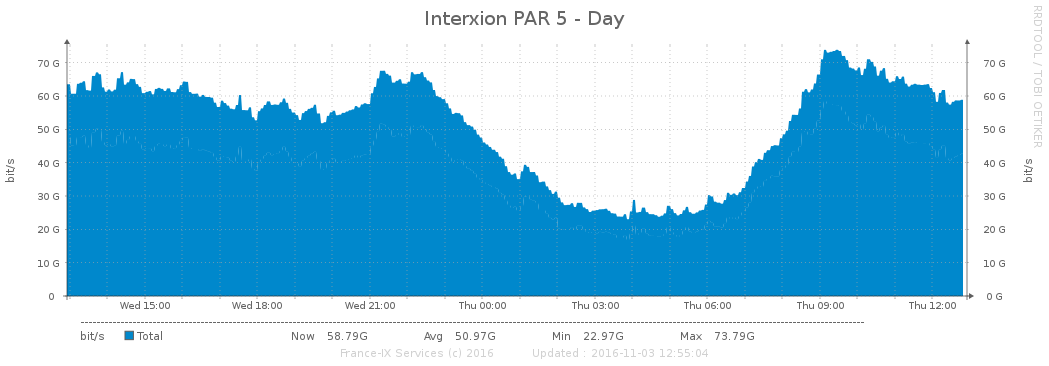 Interxion PAR 5 - Day
RRDTOOL / TOBI OETIKER
bit/s
70 G
60 G
50 G
40 G
30 G
20 G
10 G
0
70 G
60 G
50 G
40 G
30 G
20 G
10 G
0 G
bit/s
Wed 15:00 Wed 18:00 Wed 21:00 Thu 00:00 Thu 03:00 Thu 06:00 Thu 09:00 Thu 12:00
bit/s Total Now 58.79G Avg 50.97G Min 22.97G Max 73.79G
France-IX Services (c) 2016 Updated : 2016-11-03 12:55:04